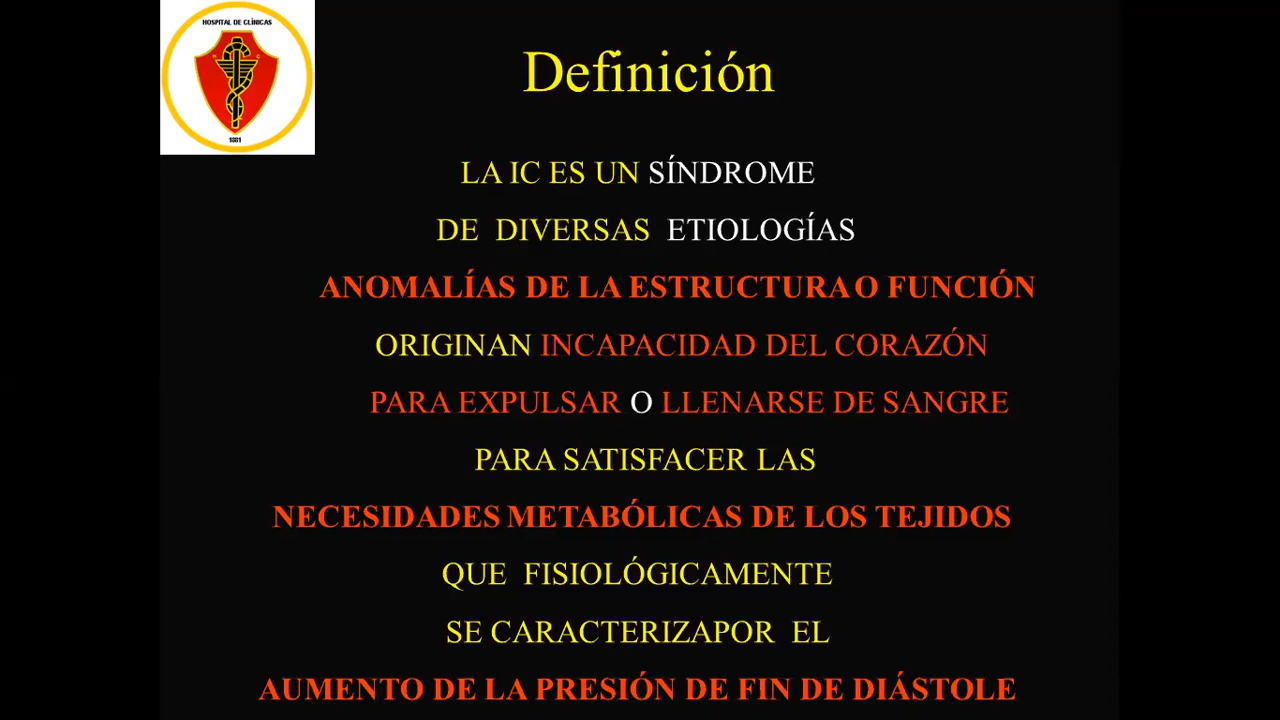 HOSPITAL DE CLÍNICAS
H C
1881
Definición
LA IC ES UN SÍNDROME
DE DIVERSAS ETIOLOGÍAS
ANOMALÍAS DE LA ESTRUCTURA O FUNCIÓN
ORIGINAN INCAPACIDAD DEL CORAZÓN
PARA EXPULSAR O LLENARSE DE SANGRE
PARA SATISFACER LAS
NECESIDADES METABÓLICAS DE LOS TEJIDOS
QUE FISIOLÓGICAMENTE
SE CARACTERIZAPOR EL
AUMENTO DE LA PRESIÓN DE FIN DE DIÁSTOLE